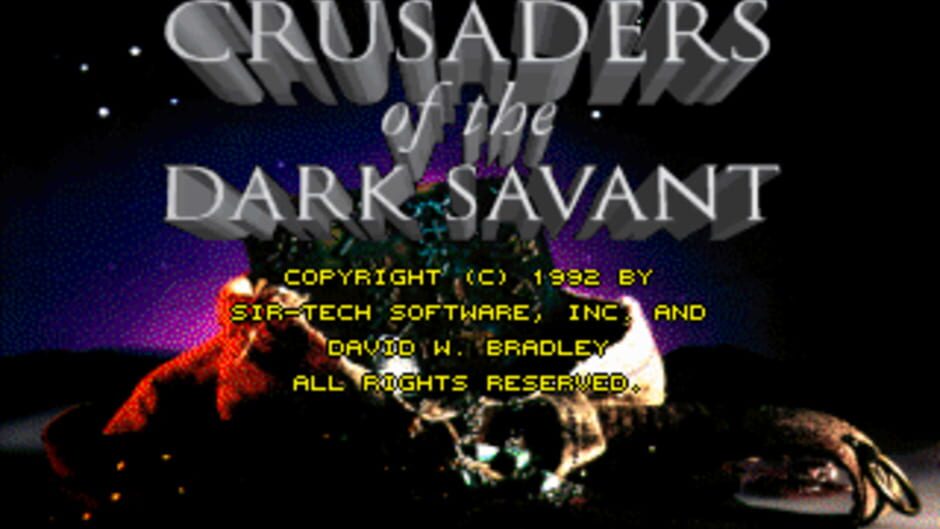 CRUSADERS
of the
DARK SAVANT
COPYRIGHT (C) 1992 BY
SIR-TECH SOFTWARE, INC. AND
DAVID W. BRADLEY
ALL RIGHTS RESERVED.